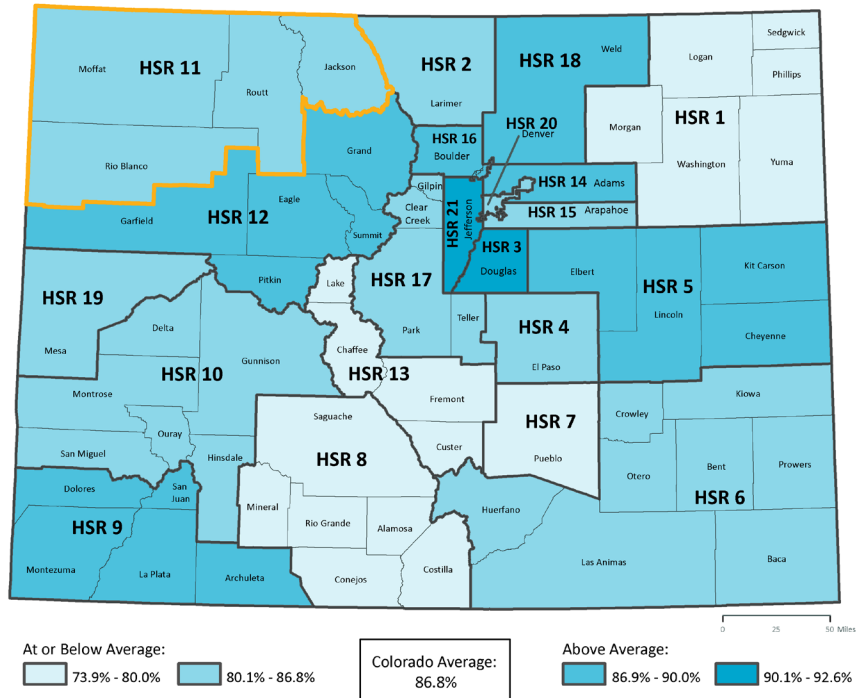 Sedgwick
Logan
Phillips
HSR 1
Morgan
Washington
Yuma
Moffat
HSR 11
Jackson
Routt
Rio Blanco
HSR 2
Larimer
HSR 18
Weld
HSR 20
Denver
HSR 16
Boulder
Grand
Gilpin
Clear
Creek
HSR 21
Jefferson
HSR 14
Adams
HSR 15
Arapahoe
HSR 3
Douglas
Garfield
HSR 12
Eagle
Summit
Pitkin
HSR 17
Park
Teller
Elbert
HSR 5
Lincoln
Kit Carson
Cheyenne
HSR 19
Mesa
Lake
Chaffee
HSR 13
Fremont
Custer
HSR 4
El Paso
Delta
Gunnison
HSR 10
Montrose
Ouray
San Miguel
Hinsdale
Saguache
HSR 8
Mineral
Rio Grande
Alamosa
Conejos
Costilla
HSR 7
Pueblo
Crowley
Kiowa
Otero
Bent
Prowers
HSR 6
Huerfano
Las Animas
Baca
Dolores
San
Juan
HSR 9
Montezuma
La Plata
Archuleta
0 25 50 Miles
At or Below Average:
73.9% - 80.0%
80.1% - 86.8%
Colorado Average:
86.8%
Above Average:
86.9% - 90.0%
90.1% - 92.6%